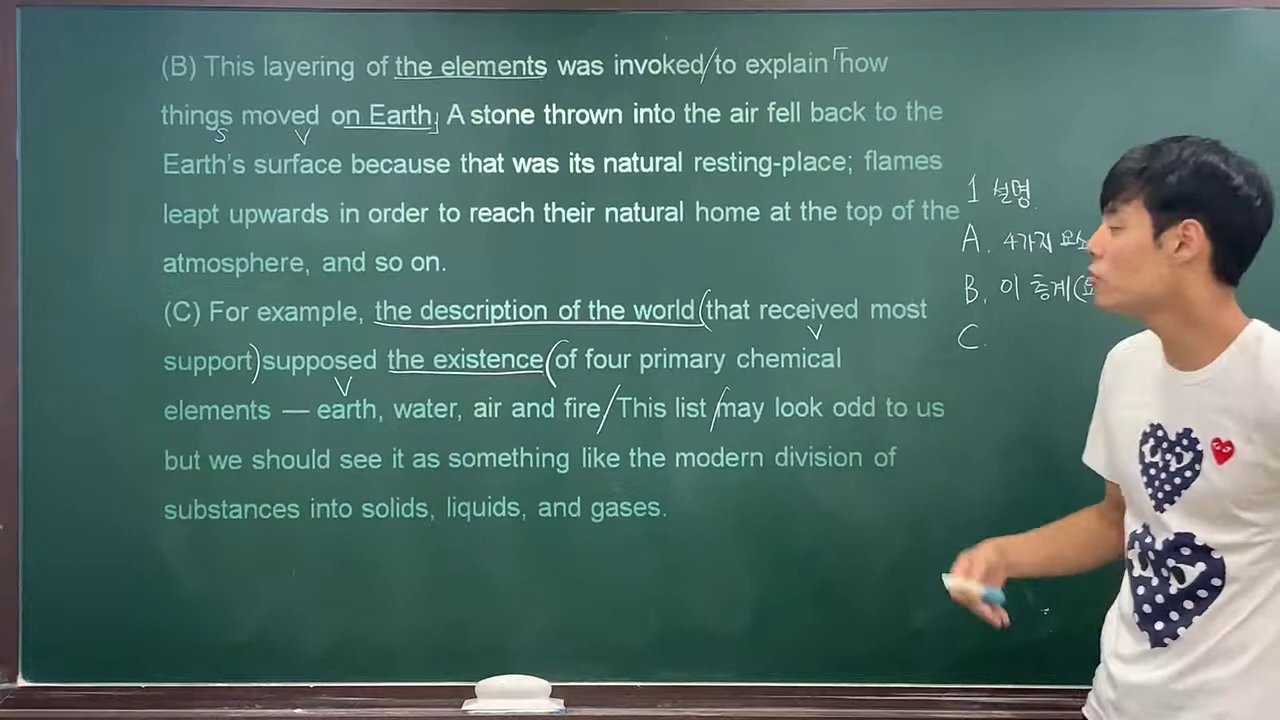 (B) This layering of the elements was invoked/to explain「how
things moved on Earth」 A stone thrown into the air fell back to the
S V
Earth's surface because that was its natural resting-place; flames
leapt upwards in order to reach their natural home at the top of the
atmosphere, and so on.
(C) For example, the description of the world(that received most
V
support)supposed the existence(of four primary chemical
V
elements — earth, water, air and fire/This list/may look odd to us
but we should see it as something like the modern division of
substances into solids, liquids, and gases.
1 설명.
A. 4가지 요소
B. 이 층계(
C.